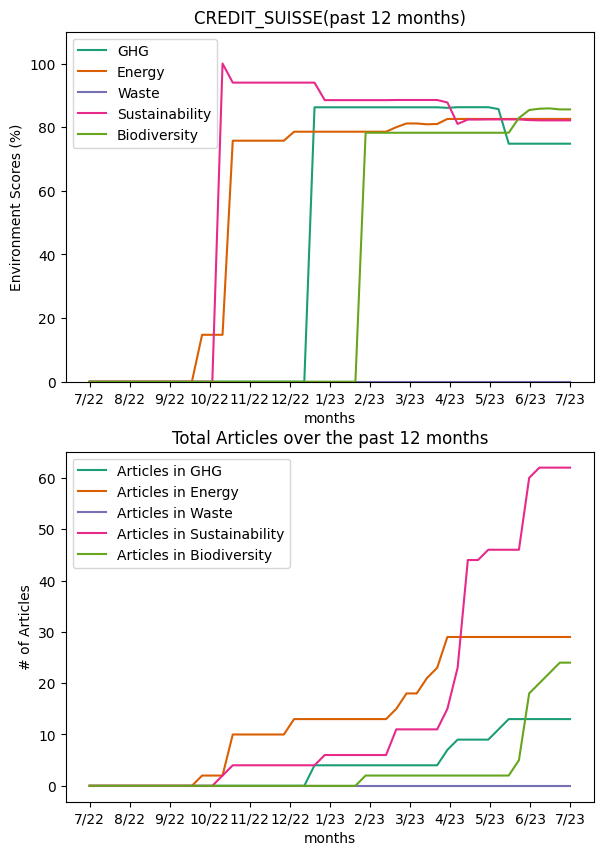 CREDIT_SUISSE(past 12 months)
GHG
Energy
Waste
Sustainability
Biodiversity
Environment Scores (%)
100
80
60
40
20
0
7/22 8/22 9/22 10/22 11/22 12/22 1/23 2/23 3/23 4/23 5/23 6/23 7/23
months
Total Articles over the past 12 months
Articles in GHG
Articles in Energy
Articles in Waste
Articles in Sustainability
Articles in Biodiversity
# of Articles
60
50
40
30
20
10
0
7/22 8/22 9/22 10/22 11/22 12/22 1/23 2/23 3/23 4/23 5/23 6/23 7/23
months